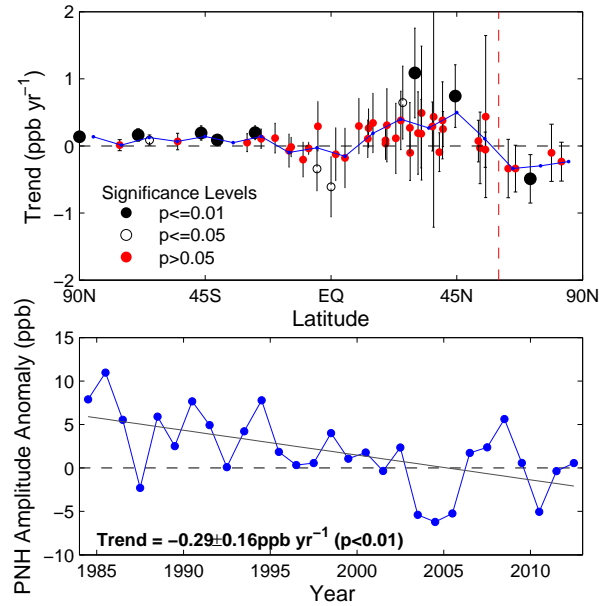 2
1
0
−1
−2
Trend (ppb yr−1)
Significance Levels
p<=0.01
p<=0.05
p>0.05
90N
45S
EQ
45N
90N
Latitude
15
10
5
0
−5
−10
PNH Amplitude Anomaly (ppb)
Trend = −0.29±0.16ppb yr−1 (p<0.01)
1985
1990
1995
2000
2005
2010
Year